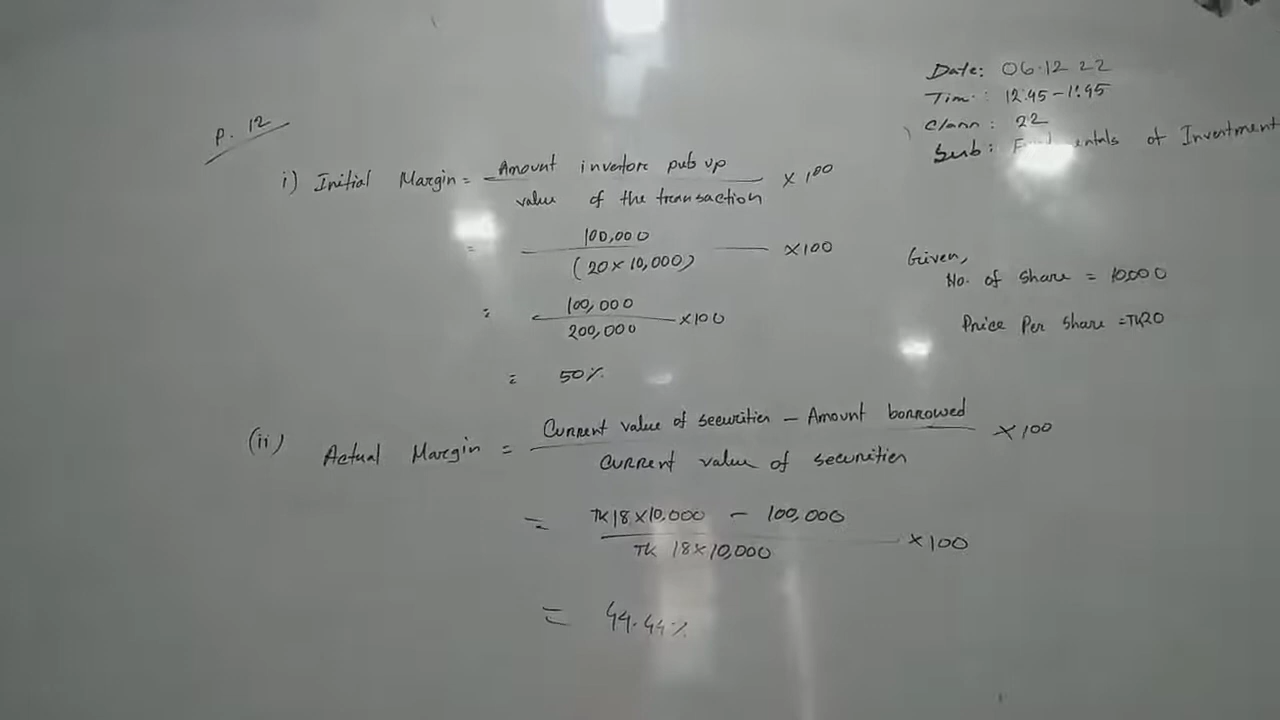 Date: 06.12 22
Tim. : 12:45-1:45
Class : 22
Sub: of Investment
P. 12
i) Initial Margin = Amount investors put up × 100
value of the transaction
= 100,000 ×100
(20×10,000)
= 100,000 ×100
200,000
= 50%
Given,
No. of share = 10,000
Price Per share =TK20
(ii) Actual Margin = Current value of securities - Amount borrowed ×100
Current value of securities
= TK18×10,000 - 100,000 ×100
TK 18×10,000
= 44.44%